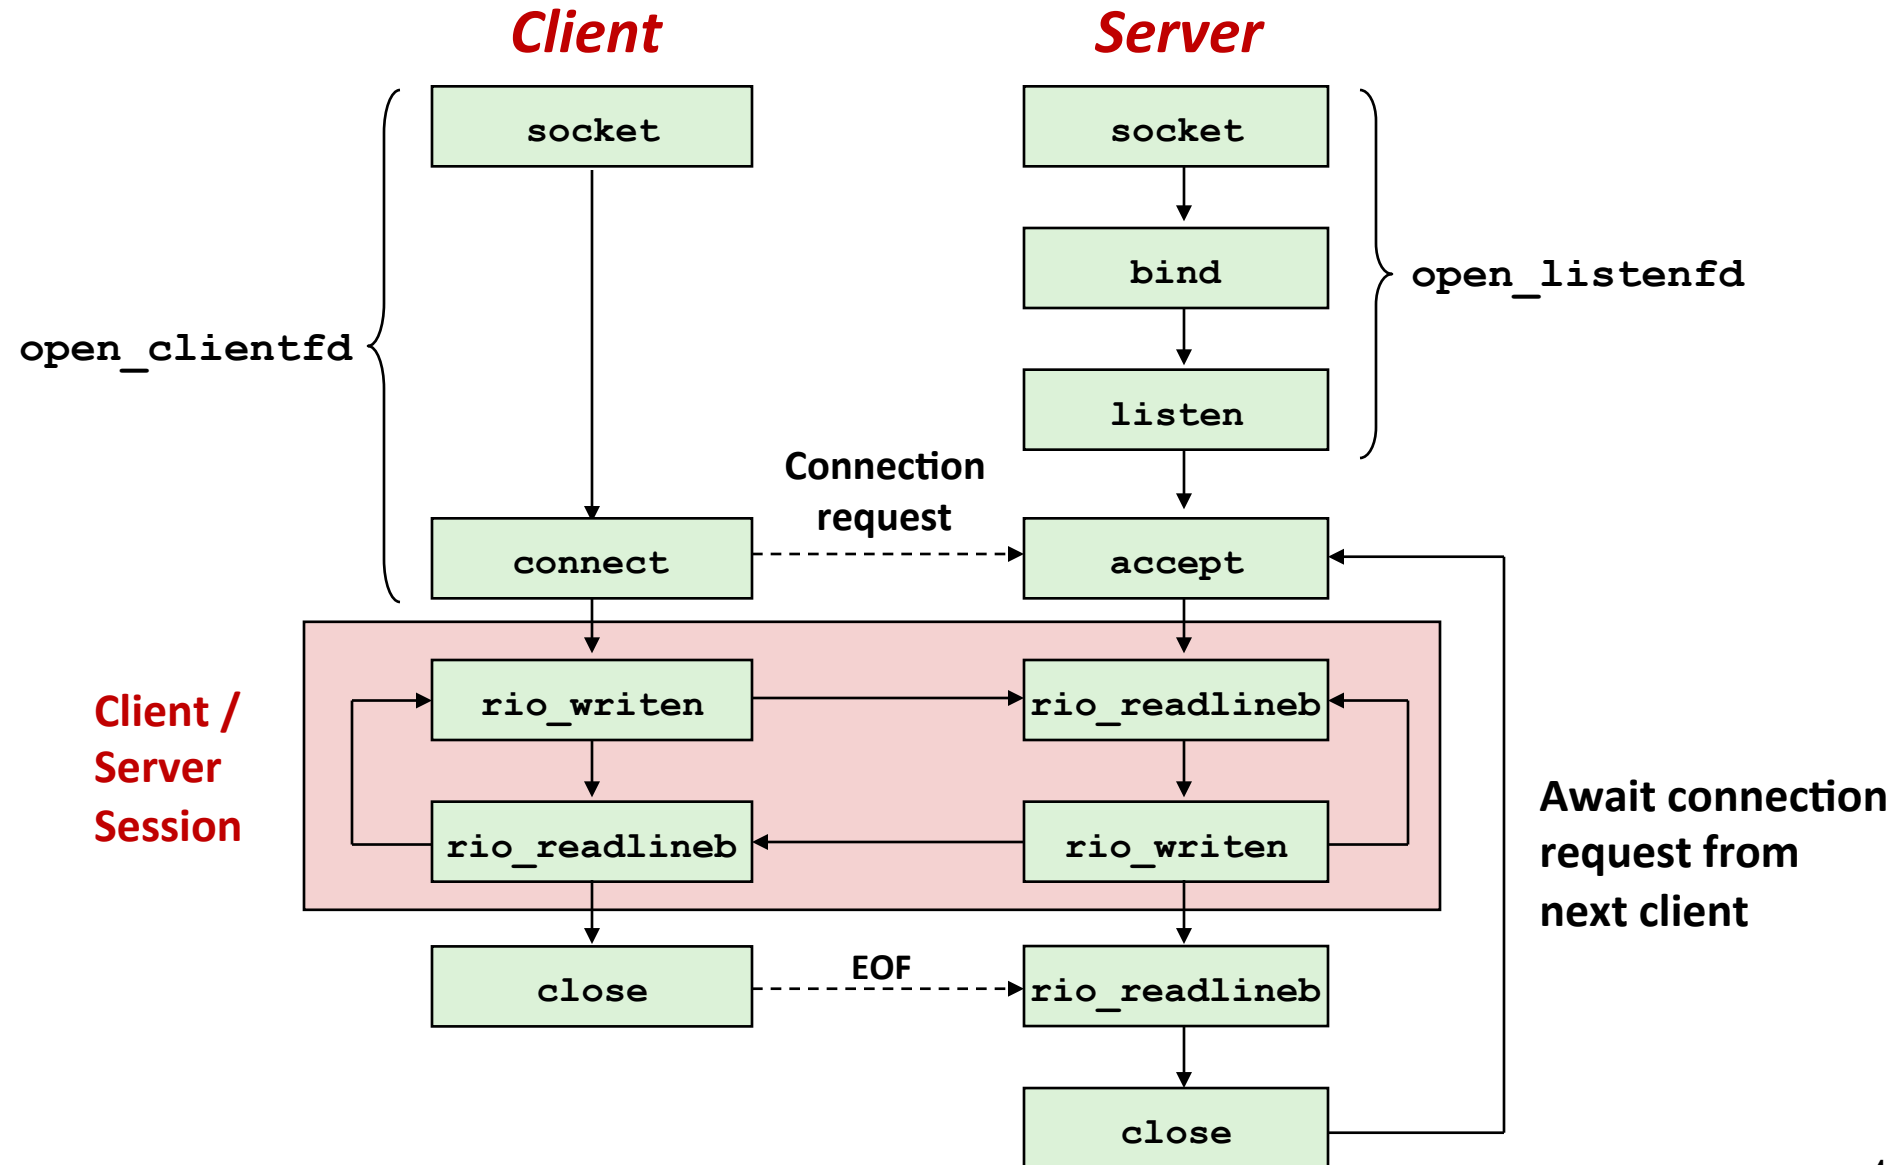 Client
Server
socket
socket
bind
open_listenfd
open_clientfd
listen
Connection
request
connect
accept
Client /
Server
Session
rio_writen
rio_readlineb
rio_readlineb
rio_writen
Await connection
request from
next client
close
EOF
rio_readlineb
close